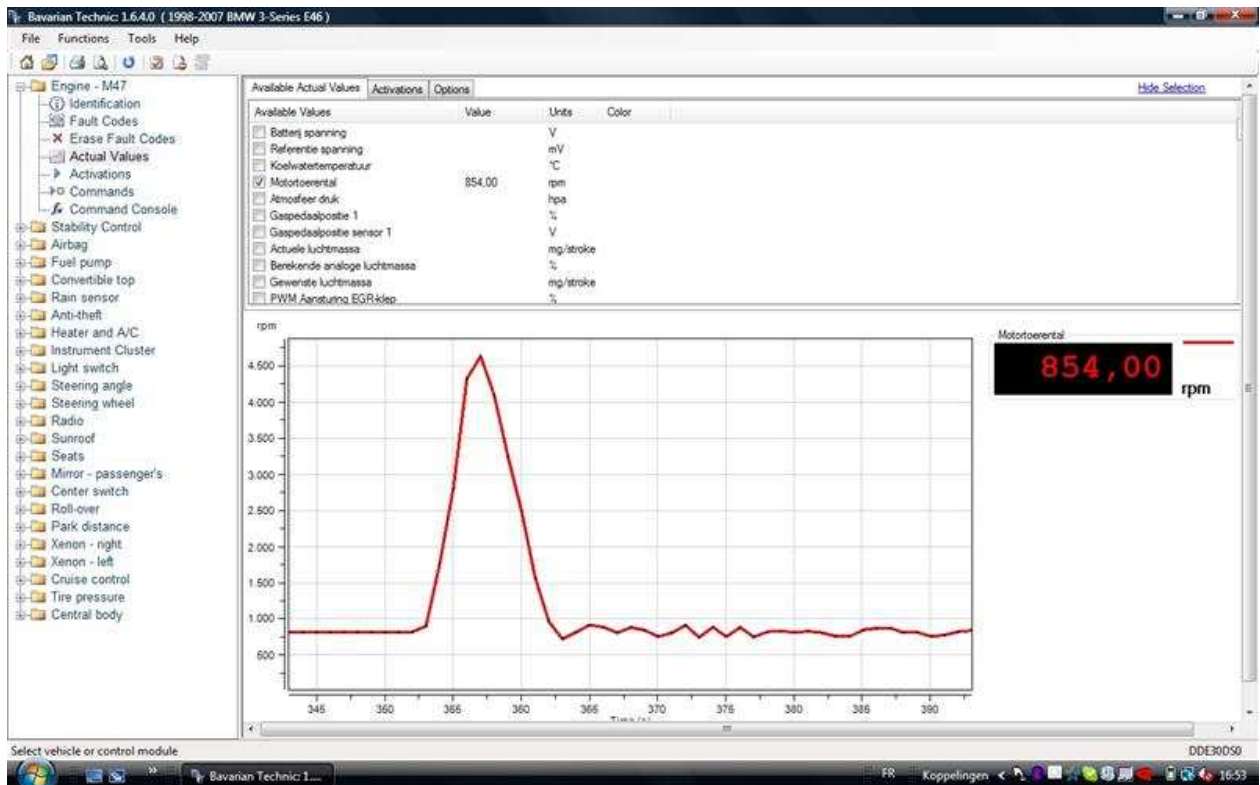 Bavarian Technic: 1.6.4.0 ( 1998-2007 BMW 3-Series E46 )
File Functions Tools Help
Engine - M47
Identification
Fault Codes
Erase Fault Codes
Actual Values
Activations
Commands
Command Console
Stability Control
Airbag
Fuel pump
Convertible top
Rain sensor
Anti-theft
Heater and A/C
Instrument Cluster
Light switch
Steering angle
Steering wheel
Radio
Sunroof
Seats
Mirror - passenger's
Center switch
Roll-over
Park distance
Xenon - right
Xenon - left
Cruise control
Tire pressure
Central body
Available Actual Values Activations Options Hide Selection
Available Values Value Units Color
Batterij spanning V
Referentie spanning mV
Koelwatertemperatuur °C
Motortoerental 854,00 rpm
Atmosfeer druk hpa
Gaspedaalpositie 1 %
Gaspedaalpositie sensor 1 V
Actuele luchtmassa mg/stroke
Berekende analoge luchtmassa %
Gewenste luchtmassa mg/stroke
PWM Aansturing EGR-klep %
rpm
4.500
4.000
3.500
3.000
2.000
1.500
1.000
600
345 350 365 360 365 370 375 380 385 390
Time (s)
Motortoerental
854,00
rpm
Select vehicle or control module DDE30DS0
Bavarian Technic: 1.... FR Koppelingen 16:53